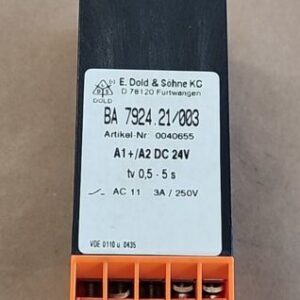 E. Dold & Söhne KG
D 78120 Furtwangen
DOLD
BA 7924.21/003
Artikel-Nr: 0040655
A1+/A2 DC 24V
tv 0,5 - 5 s
AC 11 3A / 250V
VDE 0110 u. 0435